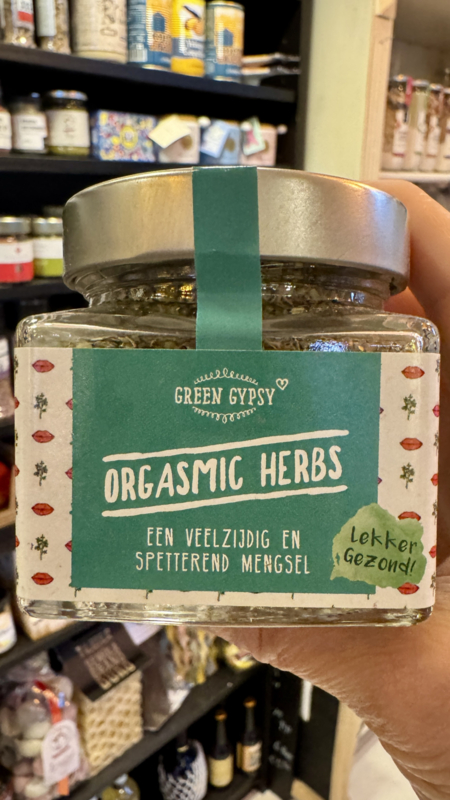 GREEN GYPSY
ORGASMIC HERBS
EEN VEELZIJDIG EN
SPETTEREND MENGSEL
Lekker
Gezond!